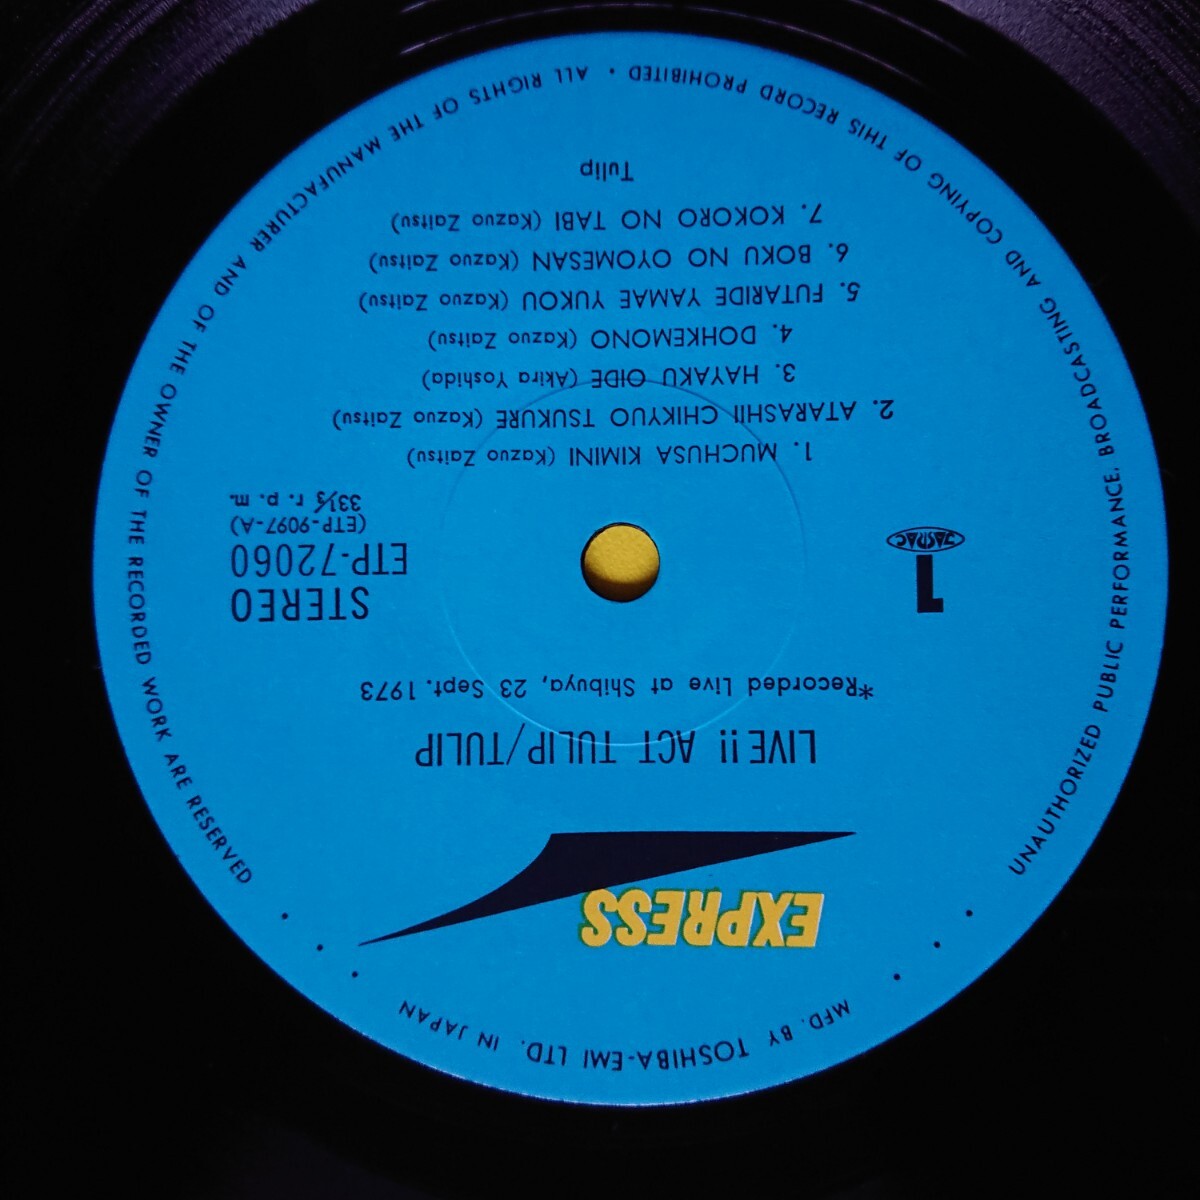 MFD. BY TOSHIBA-EMI LTD. IN JAPAN
EXPRESS
LIVE!! ACT TULIP/TULIP
*Recorded Live at Shibuya, 23 Sept. 1973
1
JASRAC
STEREO
ETP-72060
(ETP-9097-A)
33⅓ r. p. m.
1. MUCHUSA KIMINI (Kazuo Zaitsu)
2. ATARASHII CHIKYUO TSUKURE (Kazuo Zaitsu)
3. HAYAKU OIDE (Akira Yoshida)
4. DOHKEMONO (Kazuo Zaitsu)
5. FUTARIDE YAMAE YUKOU (Kazuo Zaitsu)
6. BOKU NO OYOMESAN (Kazuo Zaitsu)
7. KOKORO NO TABI (Kazuo Zaitsu)
Tulip
UNAUTHORIZED PUBLIC PERFORMANCE, BROADCASTING AND COPYING OF THIS RECORD PROHIBITED • ALL RIGHTS OF THE MANUFACTURER AND OF THE OWNER OF THE RECORDED WORK ARE RESERVED